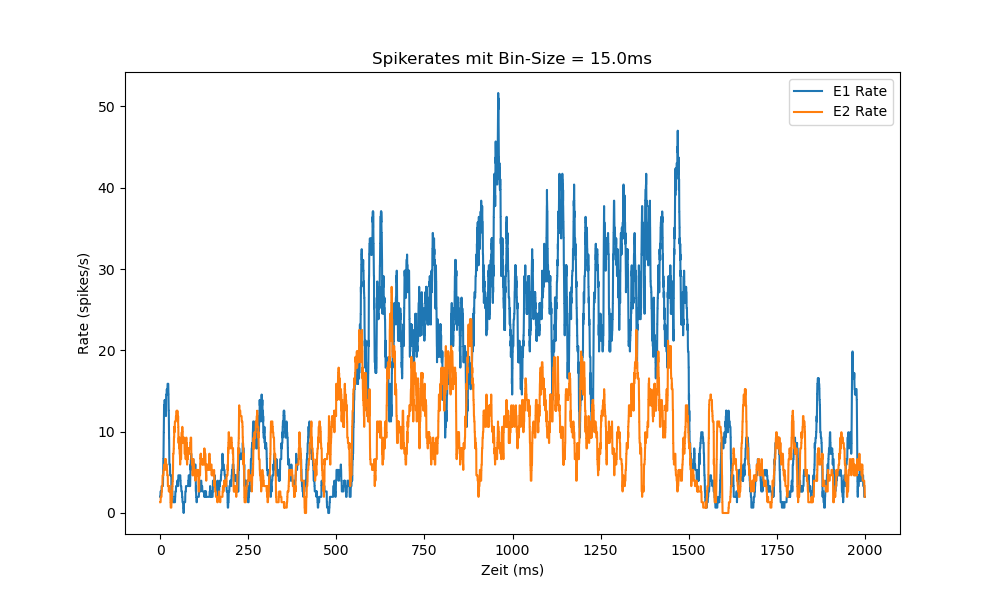 Spikerates mit Bin-Size = 15.0ms
E1 Rate
E2 Rate
Rate (spikes/s)
50
40
30
20
10
0
0 250 500 750 1000 1250 1500 1750 2000
Zeit (ms)